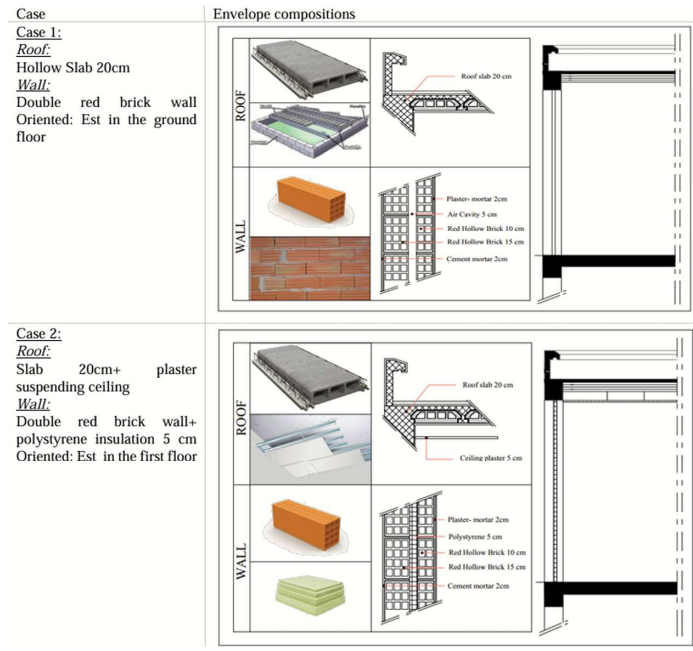 Case
Envelope compositions
Case 1:
Roof:
Hollow Slab 20cm
Wall:
Double red brick wall
Oriented: Est in the ground
floor
ROOF
Roof slab 20 cm
WALL
Plaster- mortar 2cm
Air Cavity 5 cm
Red Hollow Brick 10 cm
Red Hollow Brick 15 cm
Cement mortar 2cm
Case 2:
Roof:
Slab 20cm+ plaster
suspending ceiling
Wall:
Double red brick wall+
polystyrene insulation 5 cm
Oriented: Est in the first floor
ROOF
Roof slab 20 cm
Ceiling plaster 5 cm
WALL
Plaster- mortar 2cm
Polystyrene 5 cm
Red Hollow Brick 10 cm
Red Hollow Brick 15 cm
Cement mortar 2cm